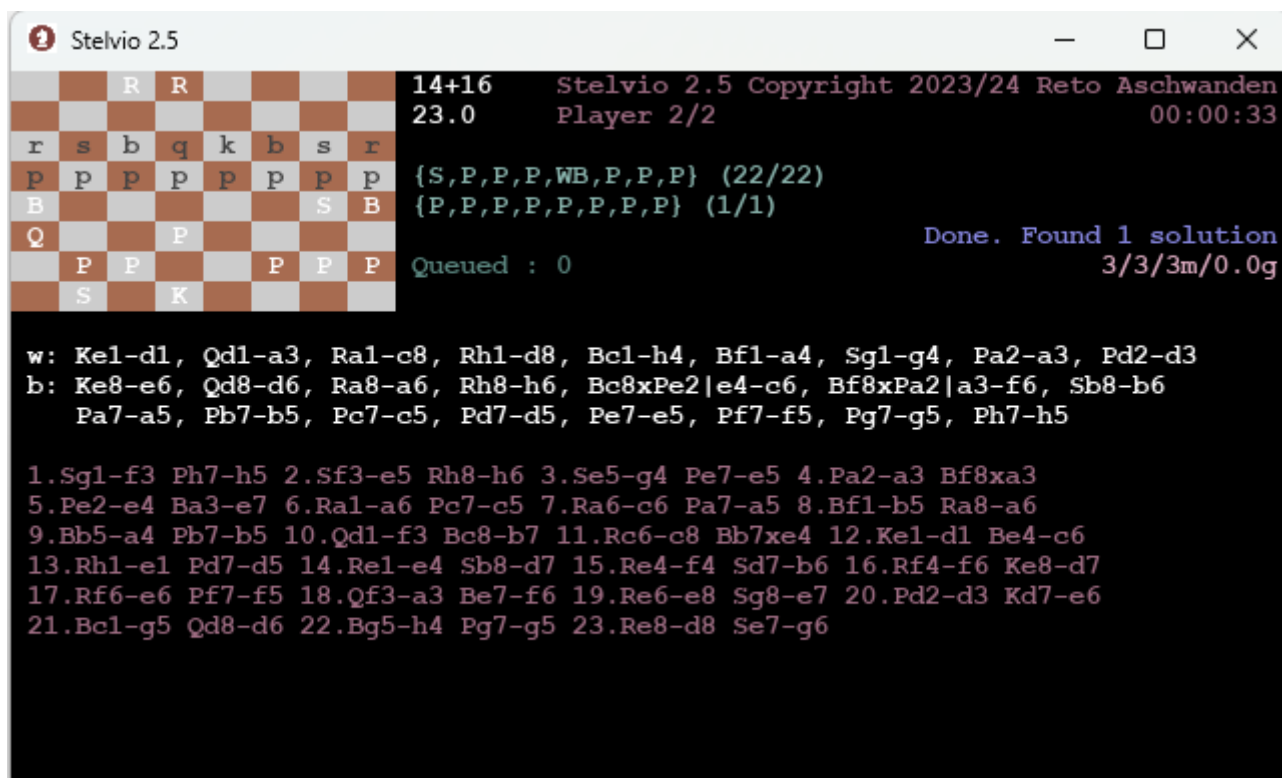 Stelvio 2.5
R R 14+16 Stelvio 2.5 Copyright 2023/24 Reto Aschwanden
23.0 Player 2/2 00:00:33
r s b q k b s r
p p p p p p p p {S,P,P,P,WB,P,P,P} (22/22)
B S B {P,P,P,P,P,P,P,P} (1/1)
Q P Done. Found 1 solution
P P P P P Queued : 0 3/3/3m/0.0g
S K
w: Ke1-d1, Qd1-a3, Ra1-c8, Rh1-d8, Bc1-h4, Bf1-a4, Sg1-g4, Pa2-a3, Pd2-d3
b: Ke8-e6, Qd8-d6, Ra8-a6, Rh8-h6, Bc8xPe2|e4-c6, Bf8xPa2|a3-f6, Sb8-b6
Pa7-a5, Pb7-b5, Pc7-c5, Pd7-d5, Pe7-e5, Pf7-f5, Pg7-g5, Ph7-h5
1.Sg1-f3 Ph7-h5 2.Sf3-e5 Rh8-h6 3.Se5-g4 Pe7-e5 4.Pa2-a3 Bf8xa3
5.Pe2-e4 Ba3-e7 6.Ra1-a6 Pc7-c5 7.Ra6-c6 Pa7-a5 8.Bf1-b5 Ra8-a6
9.Bb5-a4 Pb7-b5 10.Qd1-f3 Bc8-b7 11.Rc6-c8 Bb7xe4 12.Ke1-d1 Be4-c6
13.Rh1-e1 Pd7-d5 14.Re1-e4 Sb8-d7 15.Re4-f4 Sd7-b6 16.Rf4-f6 Ke8-d7
17.Rf6-e6 Pf7-f5 18.Qf3-a3 Be7-f6 19.Re6-e8 Sg8-e7 20.Pd2-d3 Kd7-e6
21.Bc1-g5 Qd8-d6 22.Bg5-h4 Pg7-g5 23.Re8-d8 Se7-g6